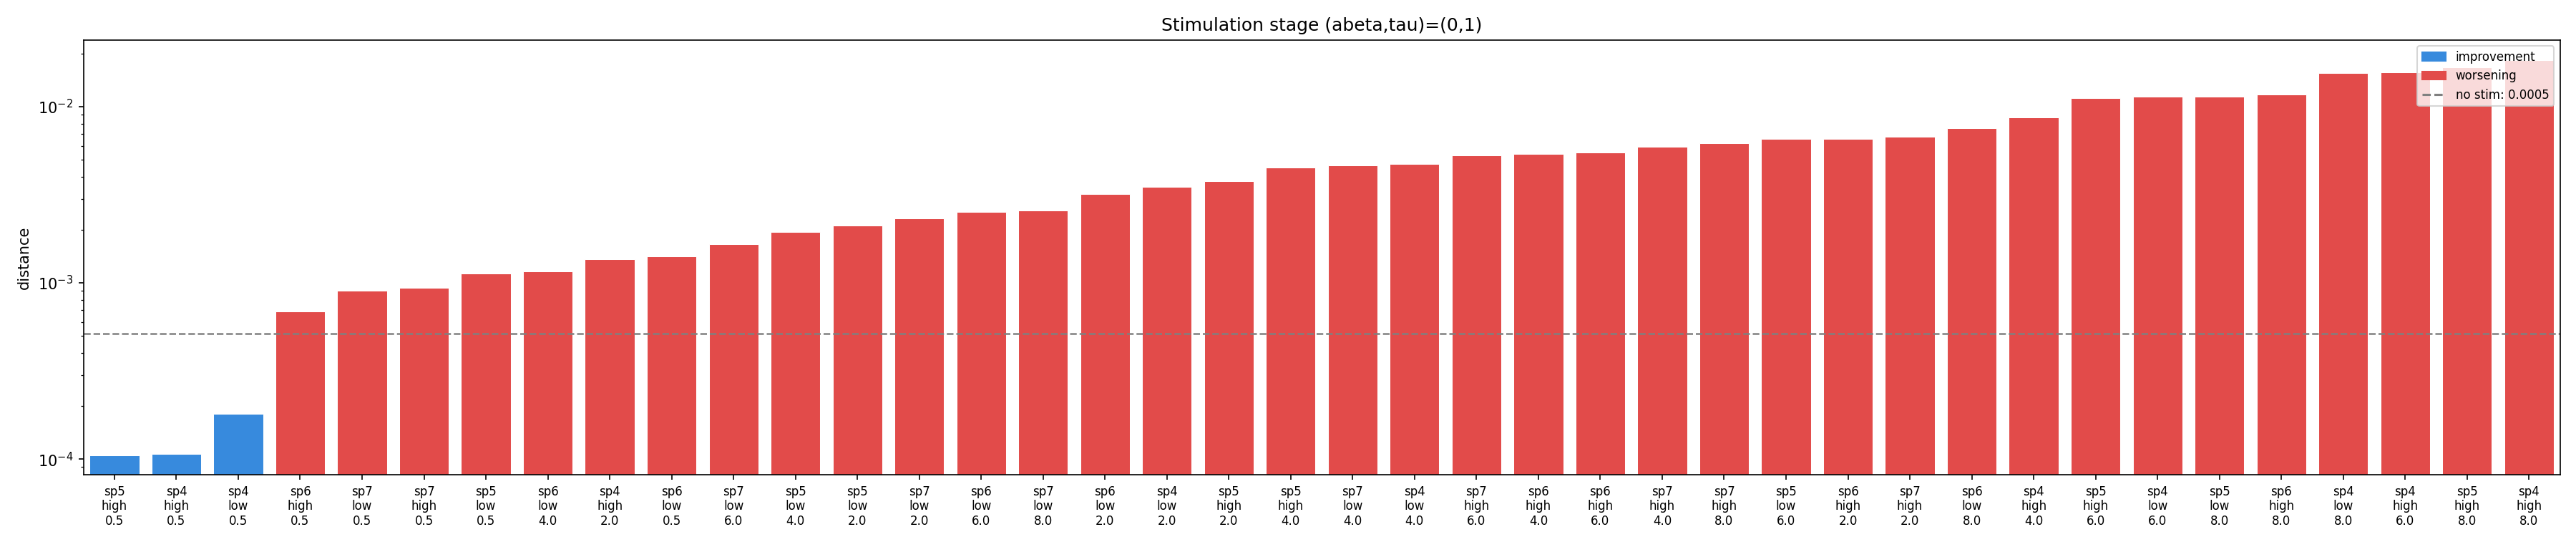 Stimulation stage (abeta,tau)=(0,1)
improvement
worsening
no stim: 0.0005
distance
10⁻²
10⁻³
10⁻⁴
sp5 sp4 sp4 sp6 sp7 sp7 sp5 sp6 sp4 sp6 sp7 sp5 sp5 sp7 sp6 sp7 sp6 sp4 sp5 sp5 sp7 sp4 sp7 sp6 sp6 sp7 sp7 sp5 sp6 sp7 sp6 sp4 sp5 sp4 sp5 sp6 sp4 sp4 sp5 sp4
high high low high low high low low high low low low low low low low low low high high low low high high high high high low high high low high high low low high low high high high
0.5 0.5 0.5 0.5 0.5 0.5 0.5 4.0 2.0 0.5 6.0 4.0 2.0 2.0 6.0 8.0 2.0 2.0 2.0 4.0 4.0 4.0 6.0 4.0 6.0 4.0 8.0 6.0 2.0 2.0 8.0 4.0 6.0 6.0 8.0 8.0 8.0 6.0 8.0 8.0